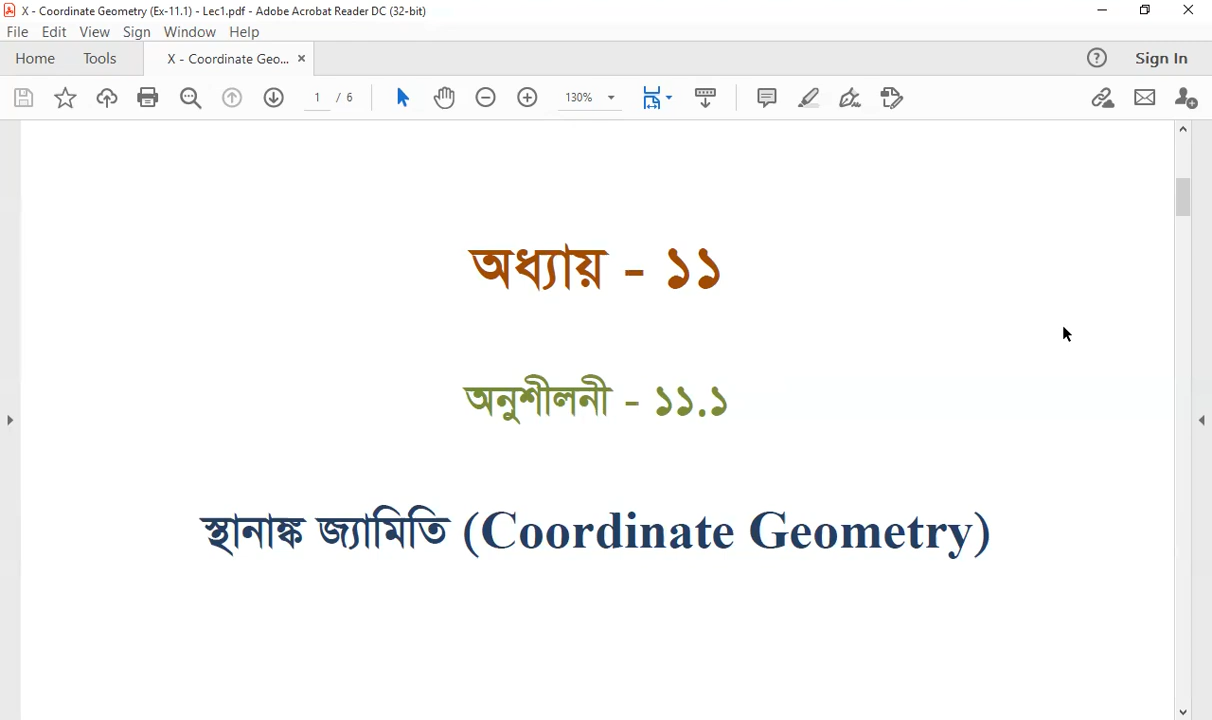 X - Coordinate Geometry (Ex-11.1) - Lec1.pdf - Adobe Acrobat Reader DC (32-bit)
File Edit View Sign Window Help
Home Tools X - Coordinate Geo... × Sign In
1 / 6 130%
অধ্যায় - ১১
অনুশীলনী - ১১.১
স্থানাঙ্ক জ্যামিতি (Coordinate Geometry)